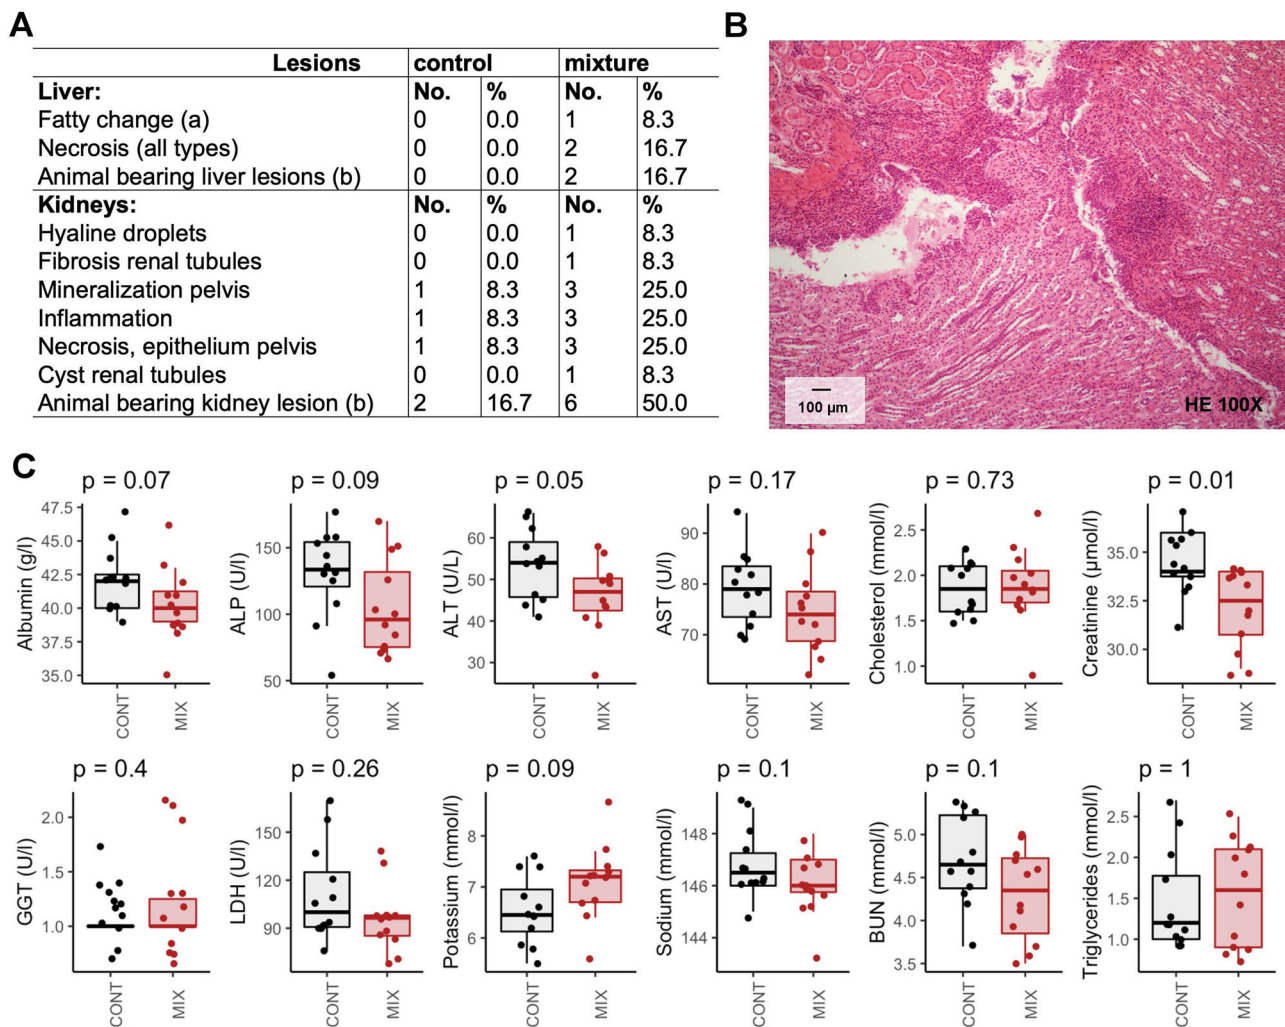 A
Lesions control mixture
Liver: No. % No. %
Fatty change (a) 0 0.0 1 8.3
Necrosis (all types) 0 0.0 2 16.7
Animal bearing liver lesions (b) 0 0.0 2 16.7
Kidneys: No. % No. %
Hyaline droplets 0 0.0 1 8.3
Fibrosis renal tubules 0 0.0 1 8.3
Mineralization pelvis 1 8.3 3 25.0
Inflammation 1 8.3 3 25.0
Necrosis, epithelium pelvis 1 8.3 3 25.0
Cyst renal tubules 0 0.0 1 8.3
Animal bearing kidney lesion (b) 2 16.7 6 50.0
B
100 µm
HE 100X
C
p = 0.07
Albumin (g/l)
47.5
45.0
42.5
40.0
37.5
35.0
CONT
MIX
p = 0.09
ALP (U/l)
150
100
50
CONT
MIX
p = 0.05
ALT (U/L)
60
50
40
30
CONT
MIX
p = 0.17
AST (U/l)
90
80
70
CONT
MIX
p = 0.73
Cholesterol (mmol/l)
2.5
2.0
1.5
1.0
CONT
MIX
p = 0.01
Creatinine (µmol/l)
35.0
32.5
30.0
CONT
MIX
p = 0.4
GGT (U/l)
2.0
1.5
1.0
CONT
MIX
p = 0.26
LDH (U/l)
150
120
90
CONT
MIX
p = 0.09
Potassium (mmol/l)
8
7
6
CONT
MIX
p = 0.1
Sodium (mmol/l)
148
146
144
CONT
MIX
p = 0.1
BUN (mmol/l)
5.0
4.5
4.0
3.5
CONT
MIX
p = 1
Triglycerides (mmol/l)
2.5
2.0
1.5
1.0
CONT
MIX